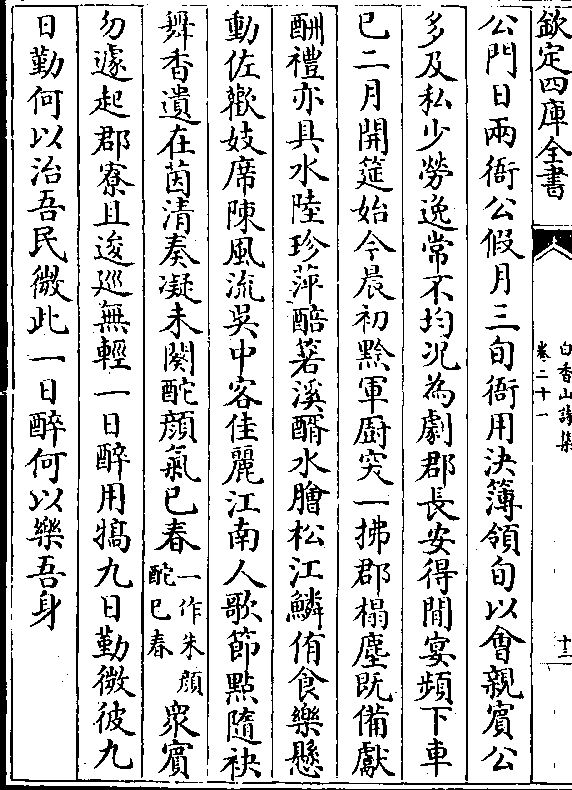 欽定四庫全書
白香山詩集
卷二十一
十三
公門日兩衙公假月三旬衙用決簿領旬以會親賓公
多及私少勞逸常不均況為劇郡長安得閒宴頻下車
已二月開筵始今晨初黔軍厨突一拂郡榻塵既備獻
酬禮亦具水陸珍萍醅箬溪醑水膾松江鱗侑食樂懸
動佐歡妓席陳風流吳中客佳麗江南人歌節㸃隨袂
舞香遺在茵清奏凝未闋酡顔氣已春一作朱顔酡已春衆賓
勿遽起郡寮且逡廵無輕一日醉用犒九日勤微彼九
日勤何以治吾民微此一日醉何以樂吾身